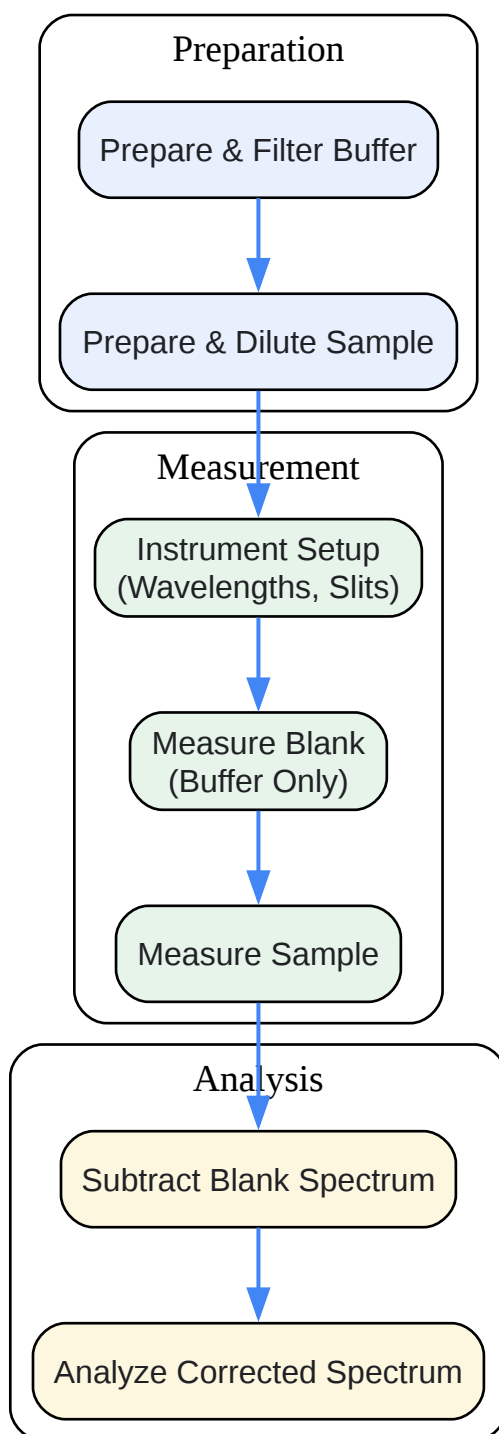 Preparation
Prepare & Filter Buffer
Prepare & Dilute Sample
Measurement
Instrument Setup
(Wavelengths, Slits)
Measure Blank
(Buffer Only)
Measure Sample
Analysis
Subtract Blank Spectrum
Analyze Corrected Spectrum